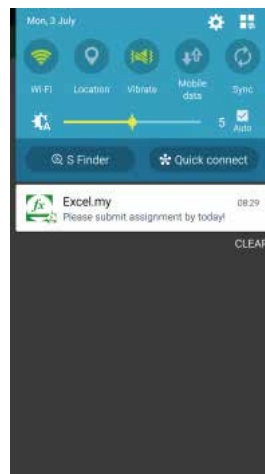 Mon, 3 July
Wi-Fi Location Vibrate Mobile data Sync
5 Auto
S Finder Quick connect
fx Excel.my 08:29
Please submit assignment by today!
CLEAR